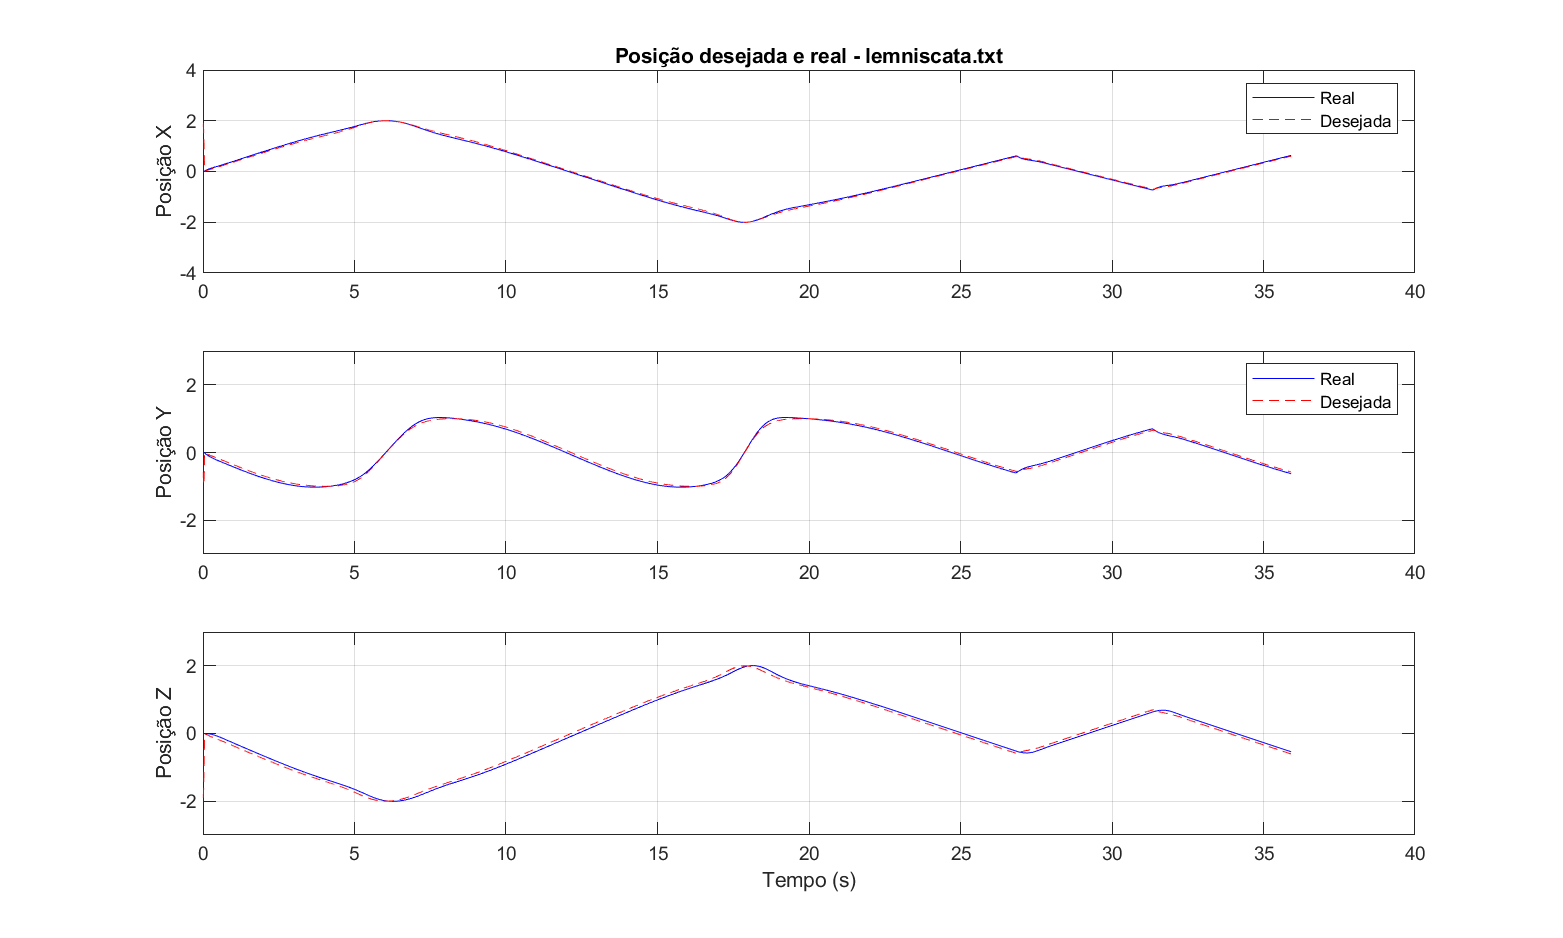 Posição desejada e real - lemniscata.txt
Posição X
4
2
0
-2
-4
Real
Desejada
0 5 10 15 20 25 30 35 40
Posição Y
2
0
-2
Real
Desejada
0 5 10 15 20 25 30 35 40
Posição Z
2
0
-2
0 5 10 15 20 25 30 35 40
Tempo (s)